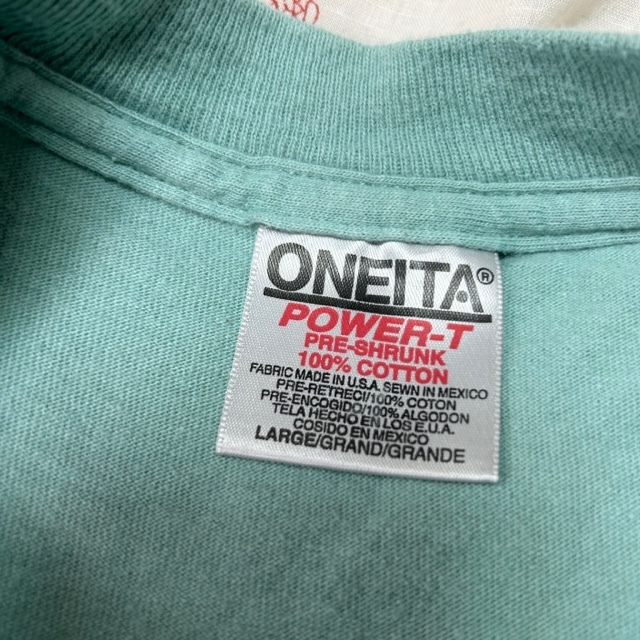 ONEITA®
POWER-T
PRE-SHRUNK
100% COTTON
FABRIC MADE IN U.S.A. SEWN IN MEXICO
PRE-RETRECI/100% COTON
PRE-ENCOGIDO/100% ALGODON
TELA HECHO EN LOS E.U.A.
COSIDO EN MEXICO
LARGE/GRAND/GRANDE